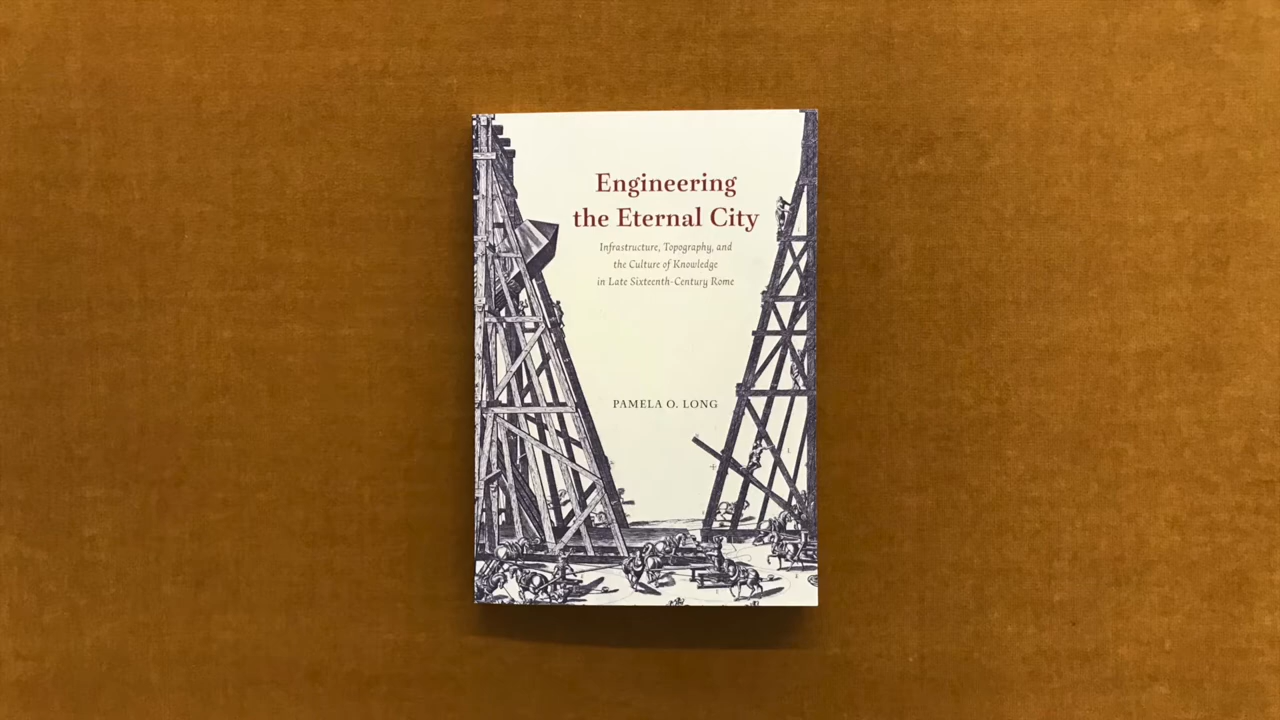 Engineering
the Eternal City
Infrastructure, Topography, and
the Culture of Knowledge
in Late Sixteenth-Century Rome
PAMELA O. LONG